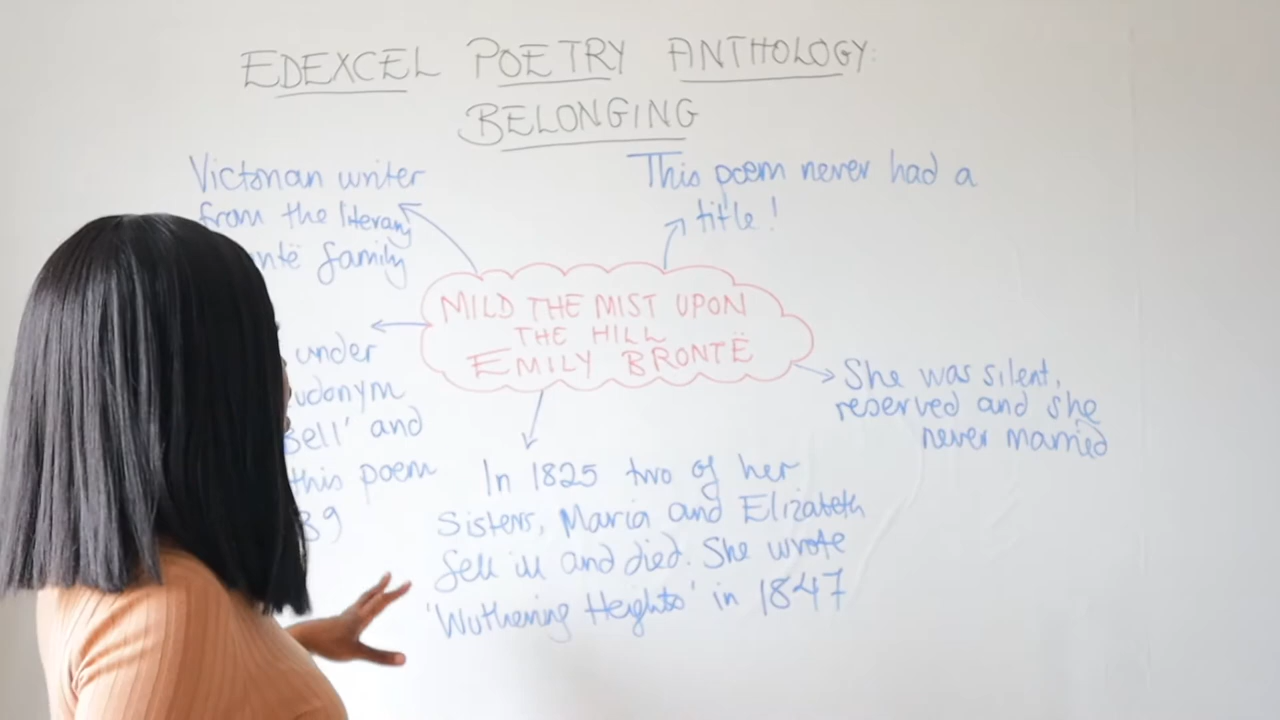 EDEXCEL POETRY ANTHOLOGY:
BELONGING
Victorian writer
from the literary
family
This poem never had a
title!
MILD THE MIST UPON
THE HILL
EMILY BRONTË
under
Bell' and
this poem
She was silent,
reserved and she
never married
In 1825 two of her
Sisters, Maria and Elizabeth
fell ill and died. She wrote
'Wuthering Heights' in 1847